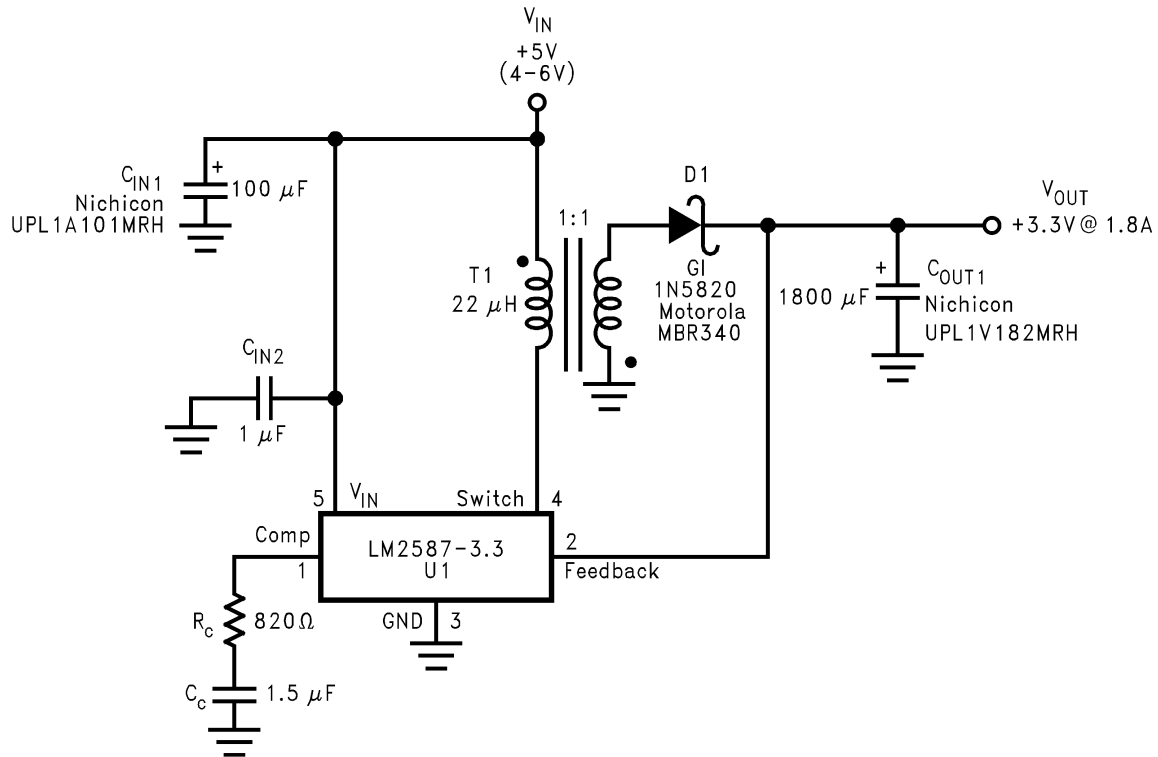 V_IN
+5V
(4-6V)
C_IN1
Nichicon
UPL1A101MRH
+
100 μF
1:1
T1
22 μH
D1
GI
1N5820
Motorola
MBR340
V_OUT
+3.3V @ 1.8A
+
1800 μF
C_OUT1
Nichicon
UPL1V182MRH
C_IN2
1 μF
5
V_IN
Switch
4
Comp
1
LM2587-3.3
U1
2
Feedback
GND
3
R_c
820Ω
C_c
1.5 μF